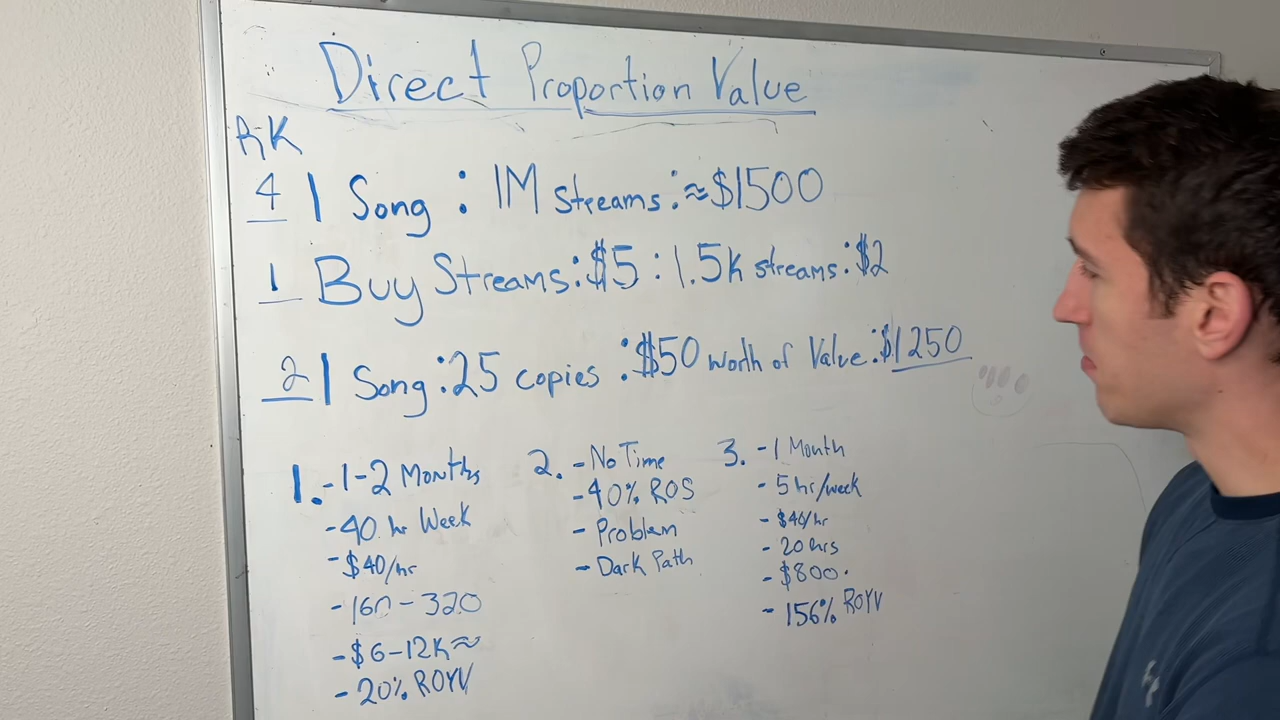 Direct Proportion Value
RK
4 1 Song : 1M streams : ≈$1500
1 Buy Streams : $5 : 1.5k streams : $2
2 1 Song : 25 copies : $50 worth of Value : $1250
1. -1-2 Months
- 40 hr Week
- $40/hr
- 160 - 320
- $6-12K≈
- 20% ROYV
2. - No Time
- 40% ROS
- Problem
- Dark Path
3. - 1 Month
- 5 hr/week
- $40/hr
- 20 hrs
- $800.
- 156% ROYV